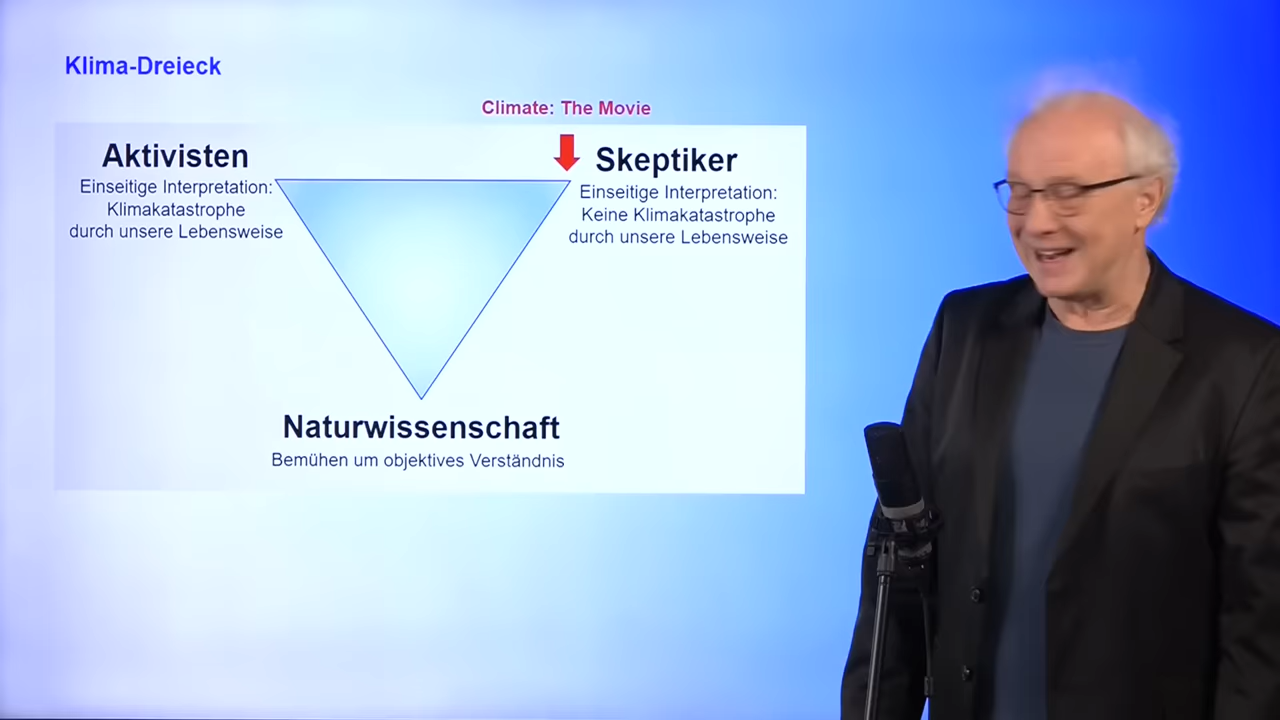 Klima-Dreieck
Climate: The Movie
Aktivisten
Einseitige Interpretation:
Klimakatastrophe
durch unsere Lebensweise
Skeptiker
Einseitige Interpretation:
Keine Klimakatastrophe
durch unsere Lebensweise
Naturwissenschaft
Bemühen um objektives Verständnis